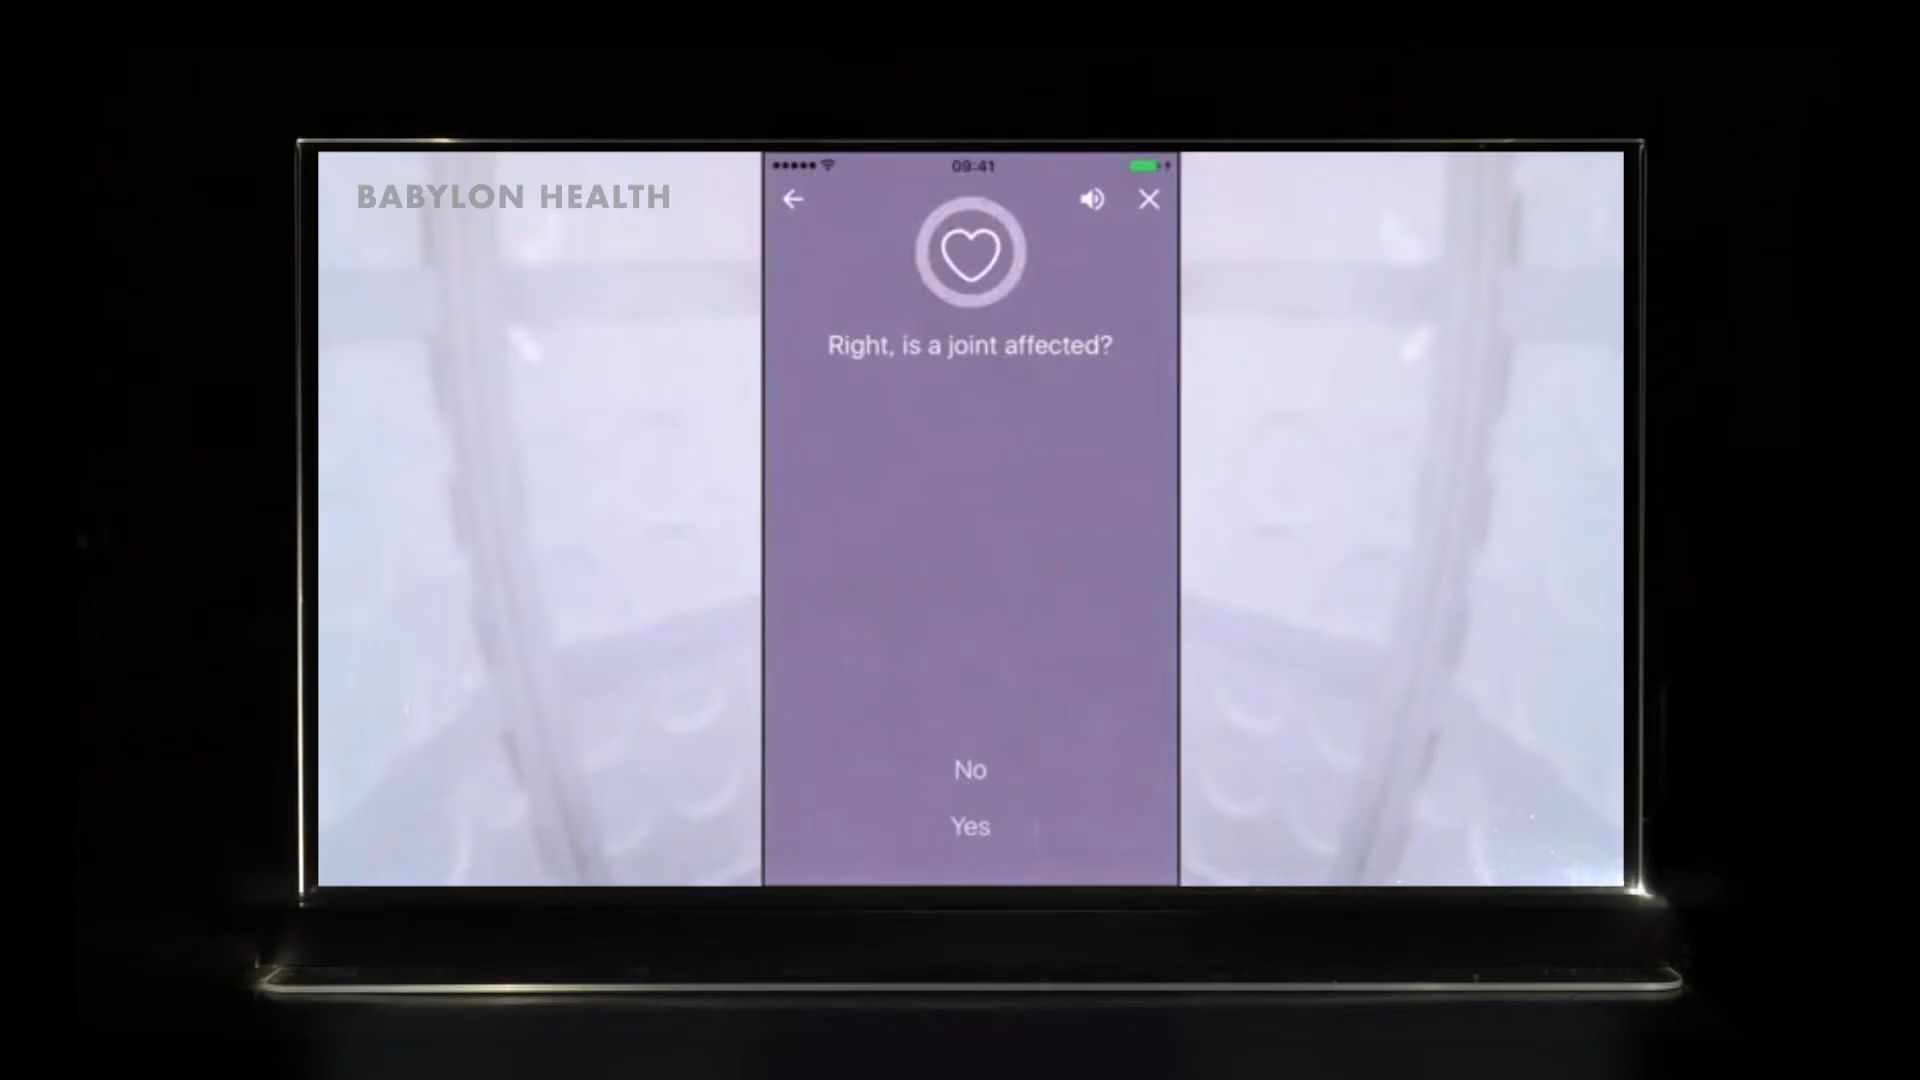 BABYLON HEALTH
09:41
Right, is a joint affected?
No
Yes